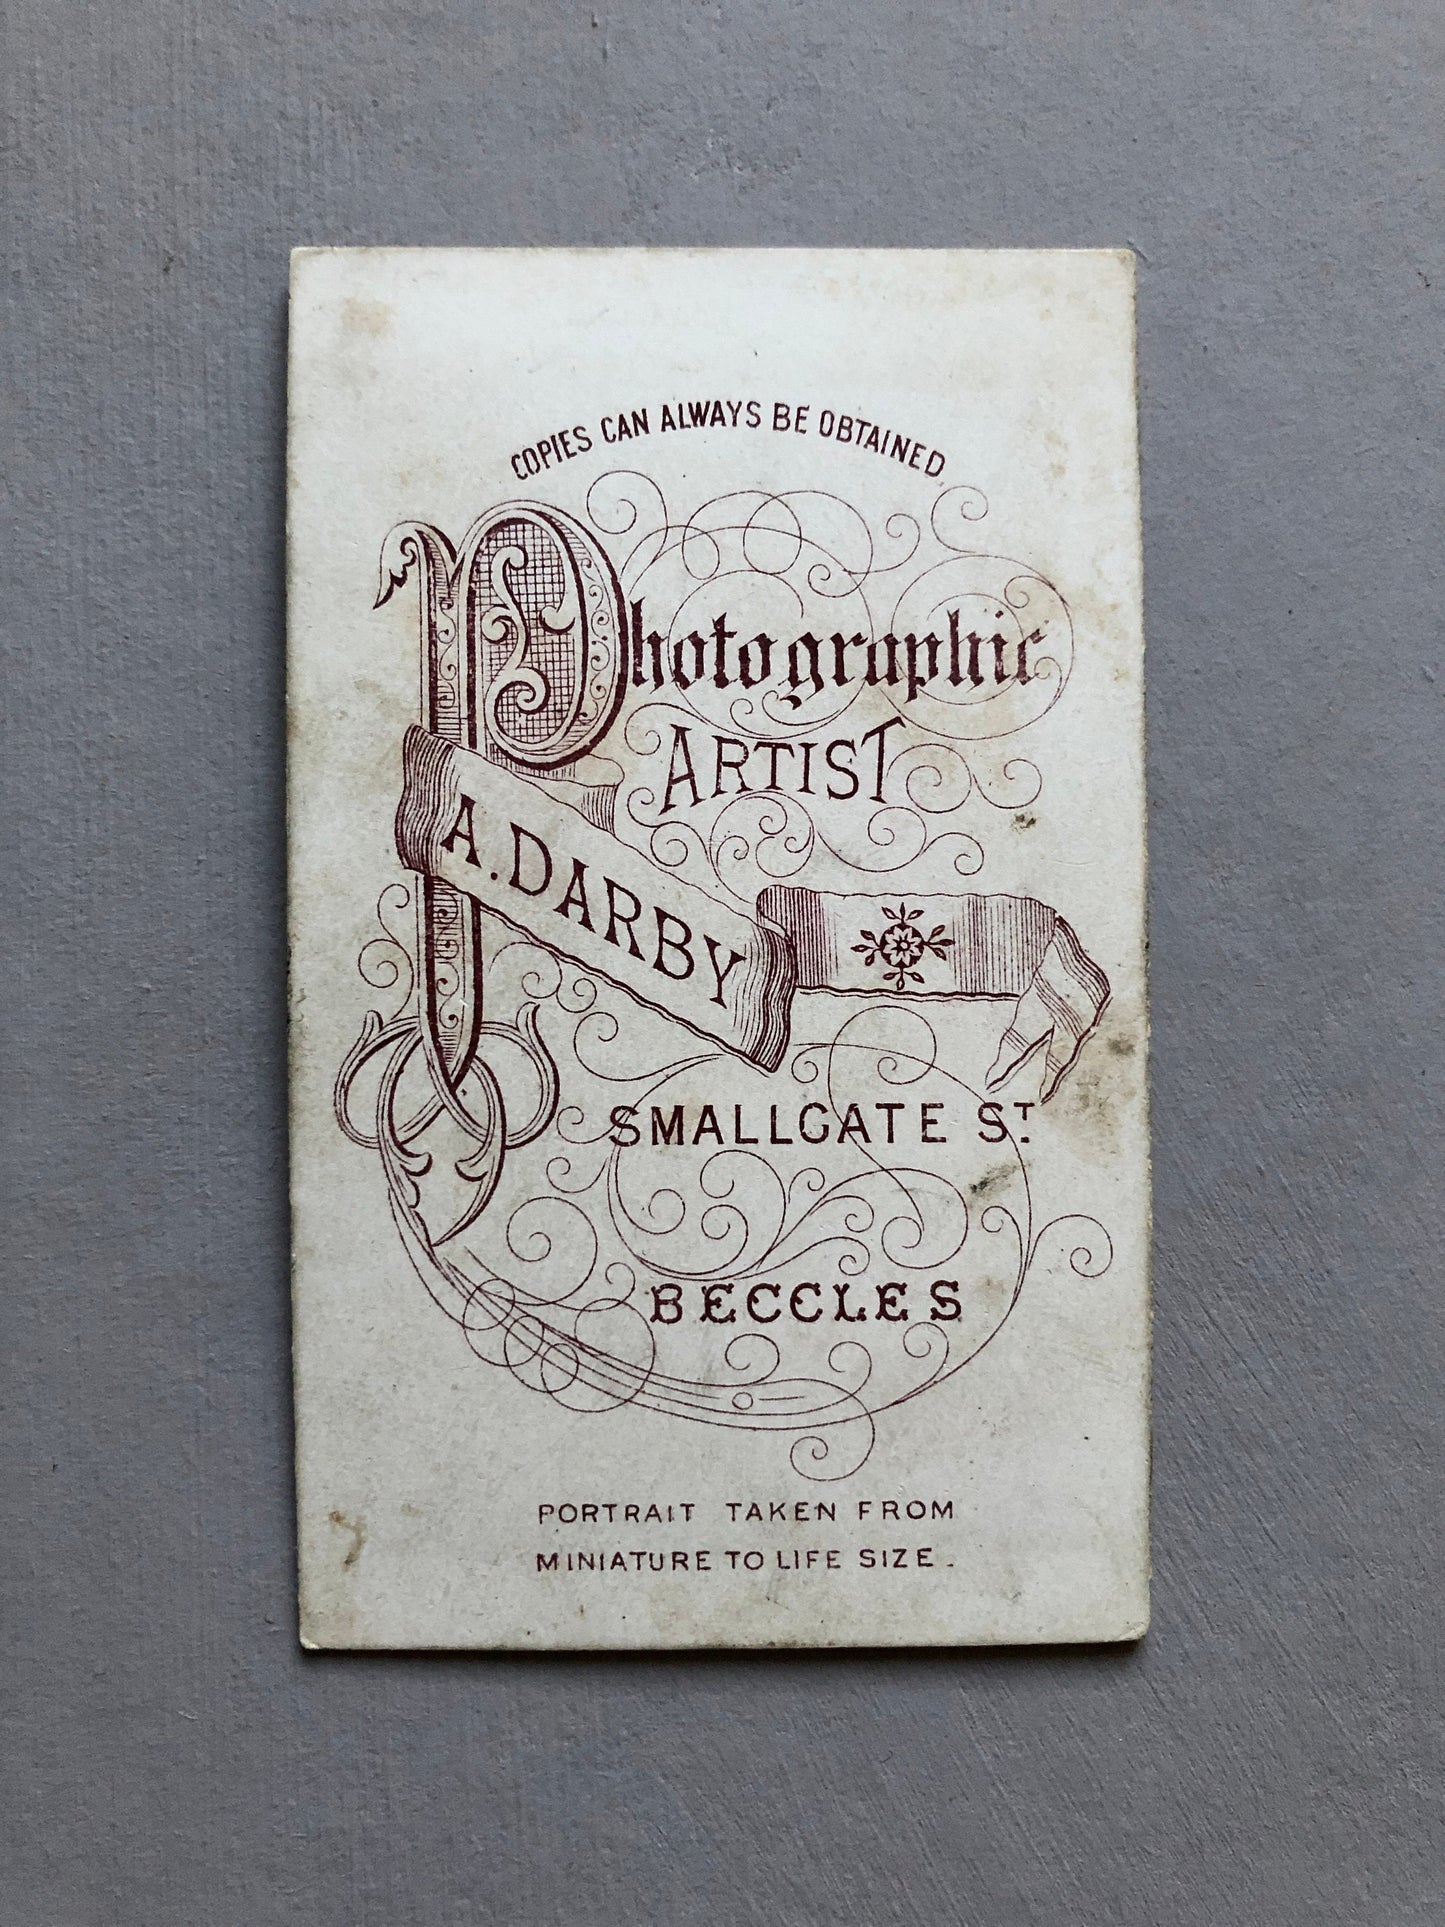 COPIES CAN ALWAYS BE OBTAINED.
Photographic
ARTIST
A. DARBY
SMALLGATE ST.
BECCLES
PORTRAIT TAKEN FROM
MINIATURE TO LIFE SIZE.